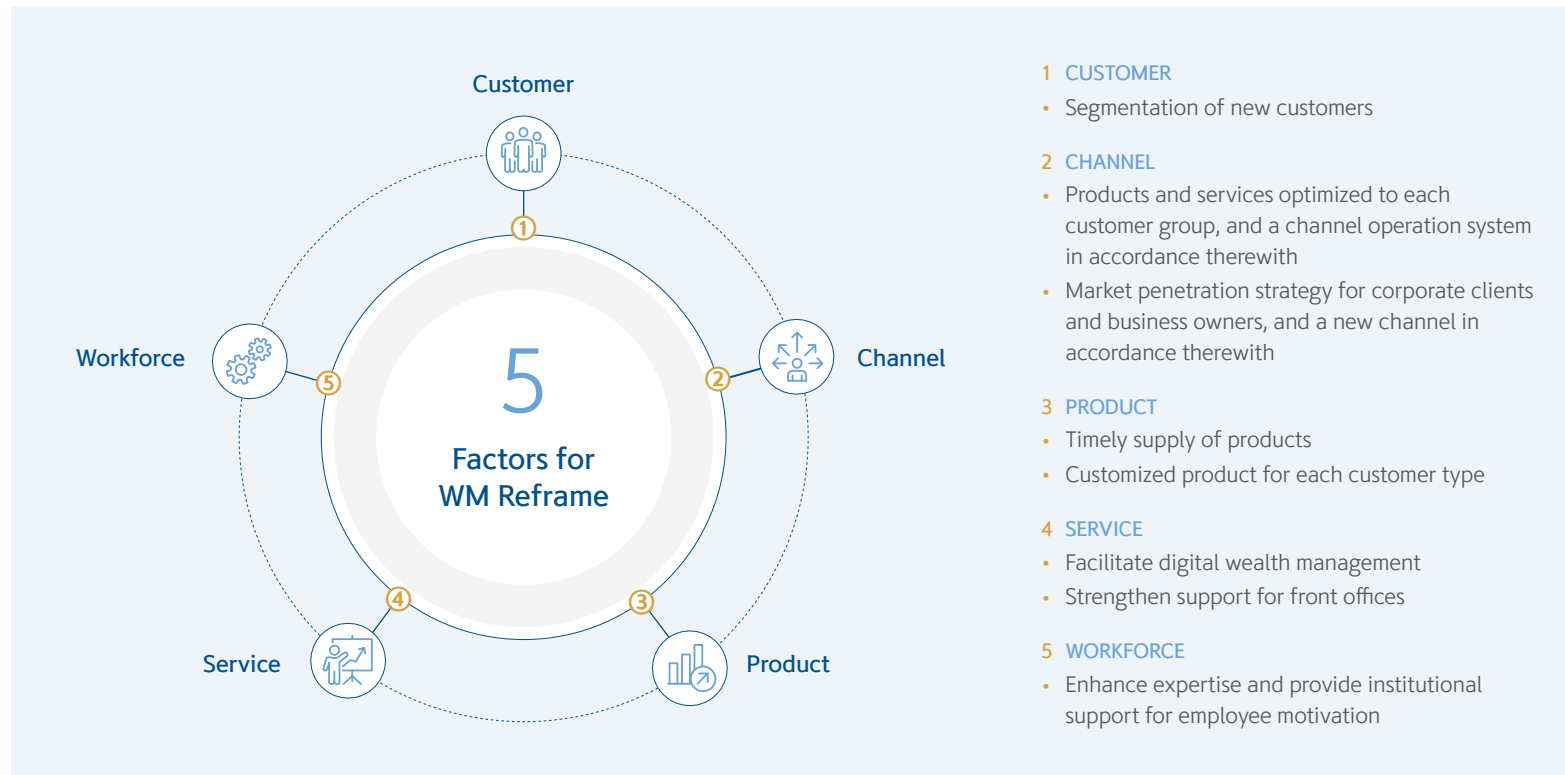 Customer
1
Workforce
5
Channel
2
5
Factors for
WM Reframe
4
3
Service
Product
1 CUSTOMER
• Segmentation of new customers
2 CHANNEL
• Products and services optimized to each
customer group, and a channel operation system
in accordance therewith
• Market penetration strategy for corporate clients
and business owners, and a new channel in
accordance therewith
3 PRODUCT
• Timely supply of products
• Customized product for each customer type
4 SERVICE
• Facilitate digital wealth management
• Strengthen support for front offices
5 WORKFORCE
• Enhance expertise and provide institutional
support for employee motivation